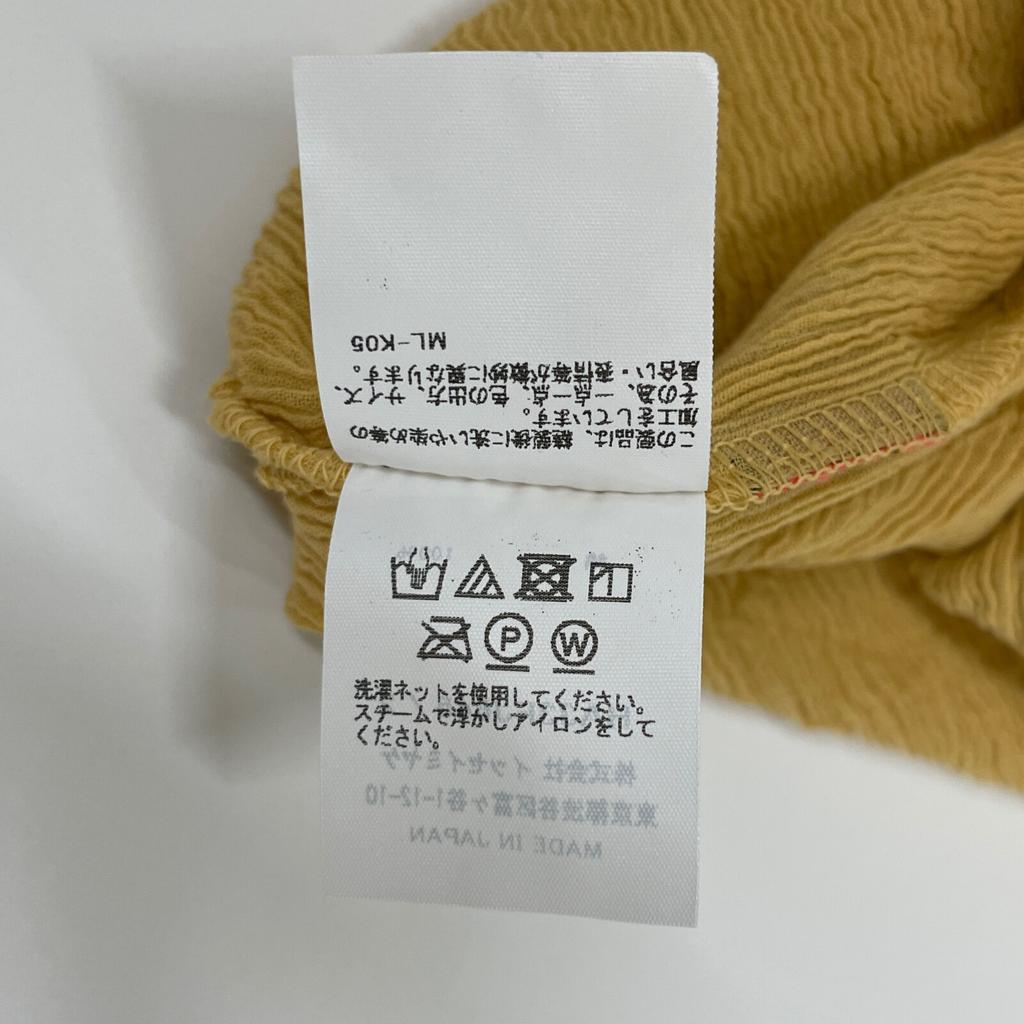 この製品は、縫製後に洗いや染め等の
加工をしています。
その為、一点一点、色の出方、サイズ、
風合い・表情等が微妙に異なります。
ML-K05
P W
洗濯ネットを使用してください。
スチームで浮かしアイロンをして
ください。
株式会社 イッセイミヤケ
東京都渋谷区富ヶ谷1-12-10
MADE IN JAPAN